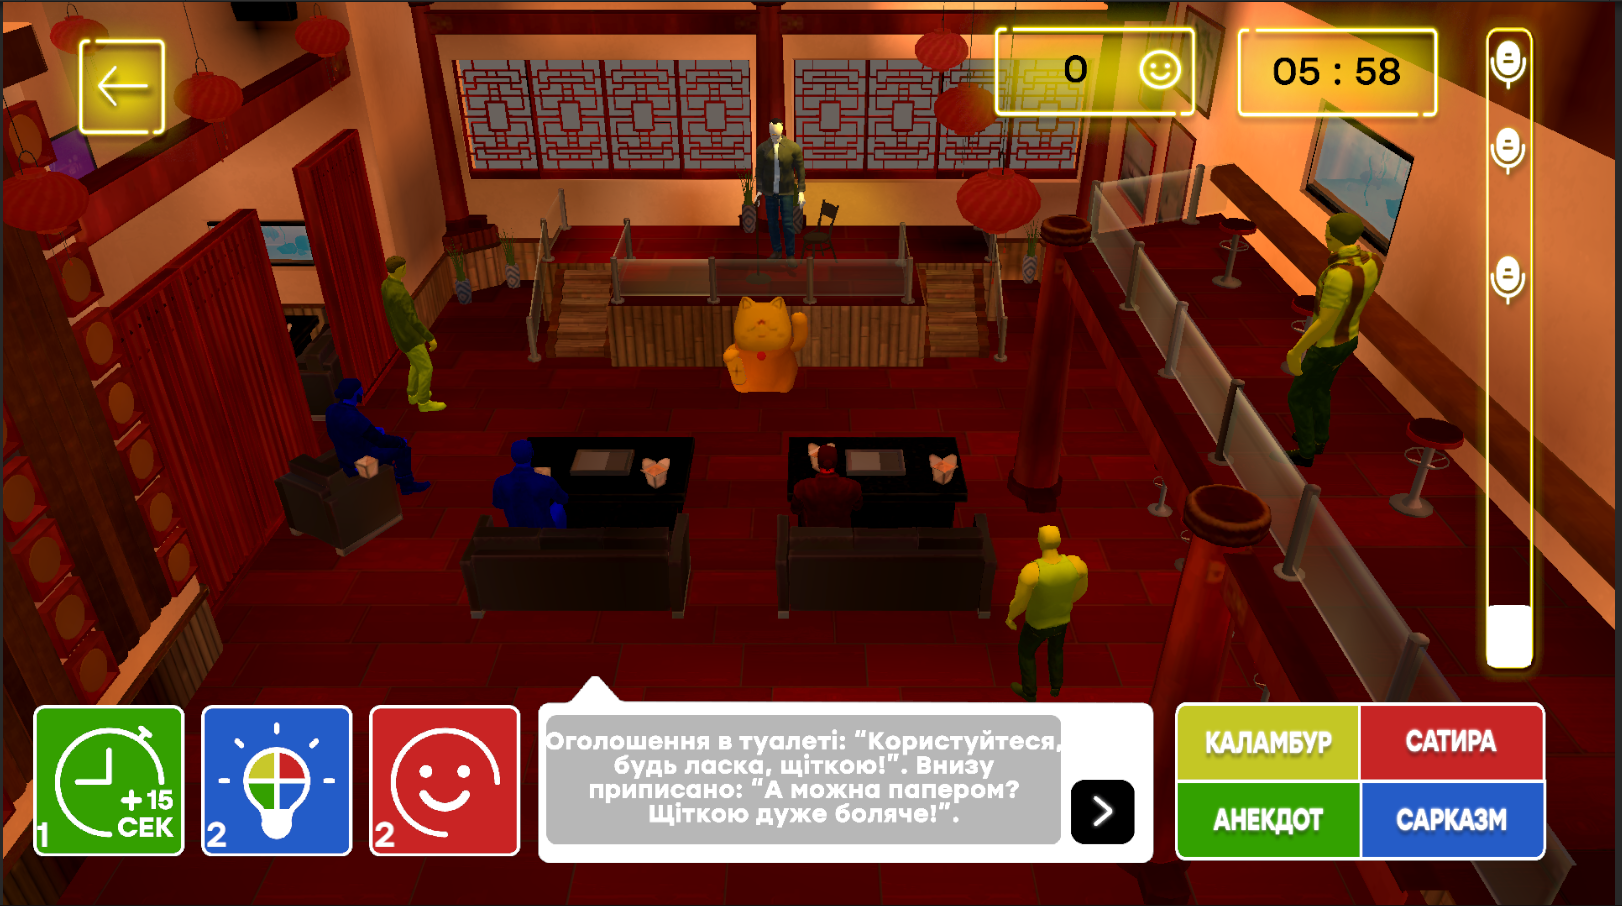 0
05 : 58
1
+15
СЕК
2
2
Оголошення в туалеті: “Користуйтеся,
будь ласка, щіткою!”. Внизу
приписано: “А можна папером?
Щіткою дуже боляче!”.
КАЛАМБУР
САТИРА
АНЕКДОТ
САРКАЗМ